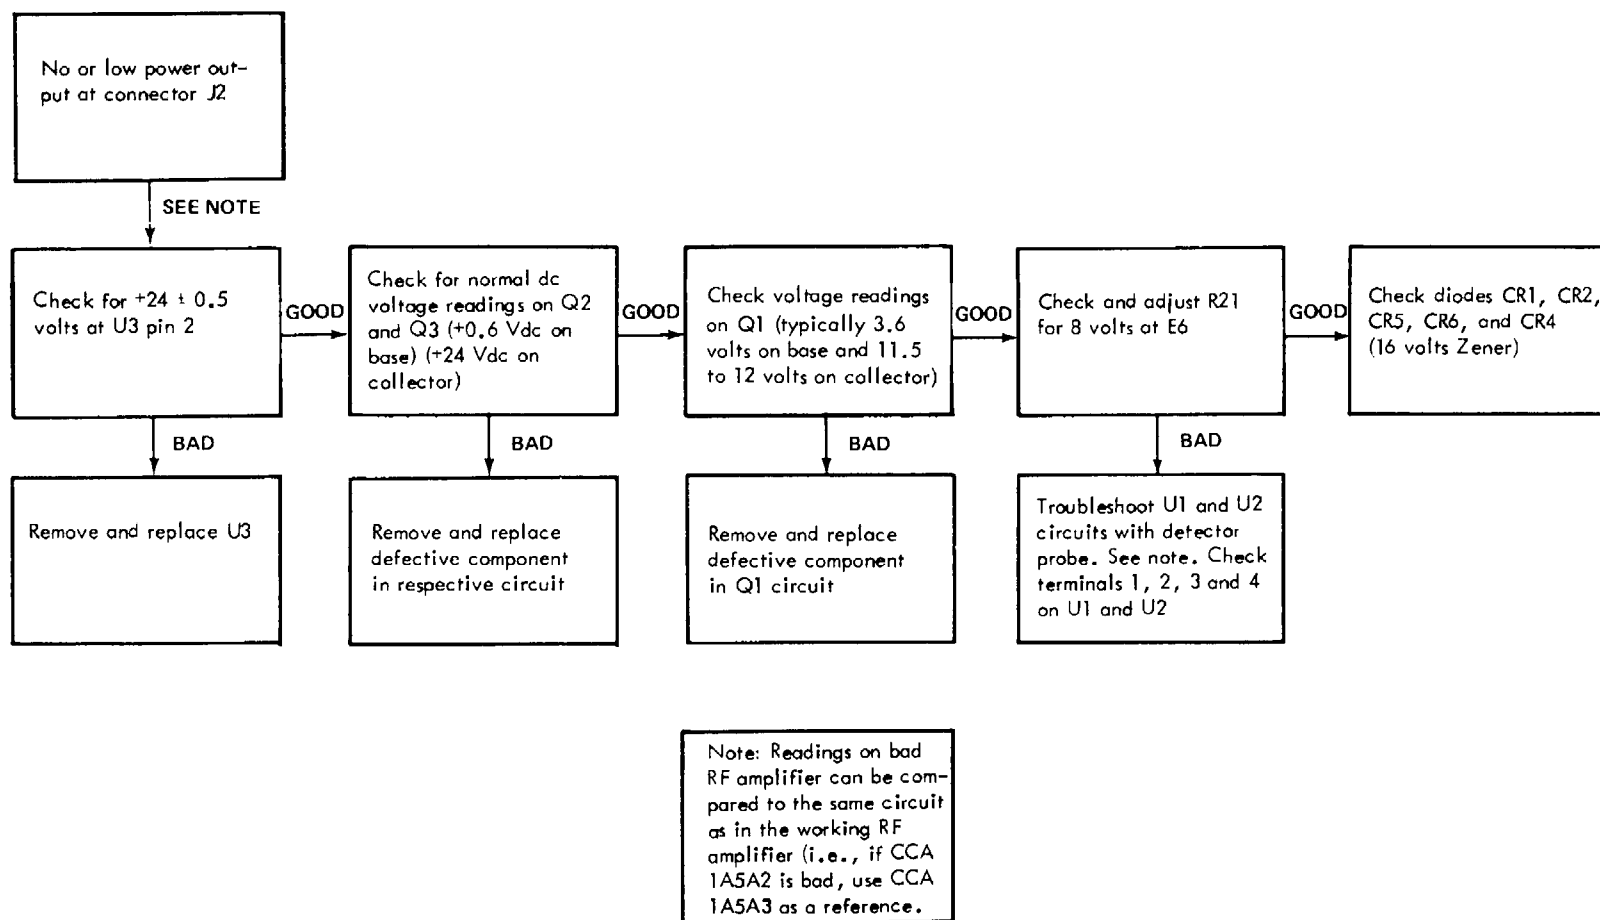 No or low power out-
put at connector J2
SEE NOTE
Check for +24 ± 0.5
volts at U3 pin 2
GOOD
Check for normal dc
voltage readings on Q2
and Q3 (+0.6 Vdc on
base) (+24 Vdc on
collector)
GOOD
Check voltage readings
on Q1 (typically 3.6
volts on base and 11.5
to 12 volts on collector)
GOOD
Check and adjust R21
for 8 volts at E6
GOOD
Check diodes CR1, CR2,
CR5, CR6, and CR4
(16 volts Zener)
BAD
BAD
BAD
BAD
Remove and replace U3
Remove and replace
defective component
in respective circuit
Remove and replace
defective component
in Q1 circuit
Troubleshoot U1 and U2
circuits with detector
probe. See note. Check
terminals 1, 2, 3 and 4
on U1 and U2
Note: Readings on bad
RF amplifier can be com-
pared to the same circuit
as in the working RF
amplifier (i.e., if CCA
1A5A2 is bad, use CCA
1A5A3 as a reference.